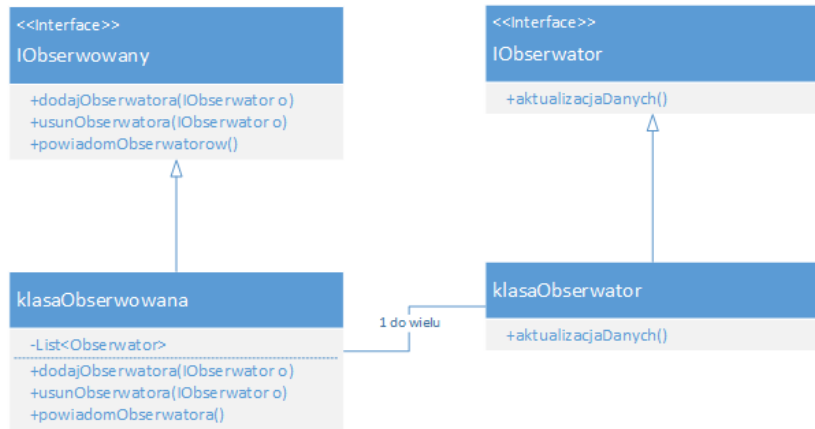 <<Interface>>
IObserwowany
+dodajObserwatora(IObserwator o)
+usunObserwatora(IObserwator o)
+powiadomObserwatorow()
<<Interface>>
IObserwator
+aktualizacjaDanych()
klasaObserwowana
-List<Obserwator>
+dodajObserwatora(IObserwator o)
+usunObserwatora(IObserwator o)
+powiadomObserwatora()
1 do wielu
klasaObserwator
+aktualizacjaDanych()